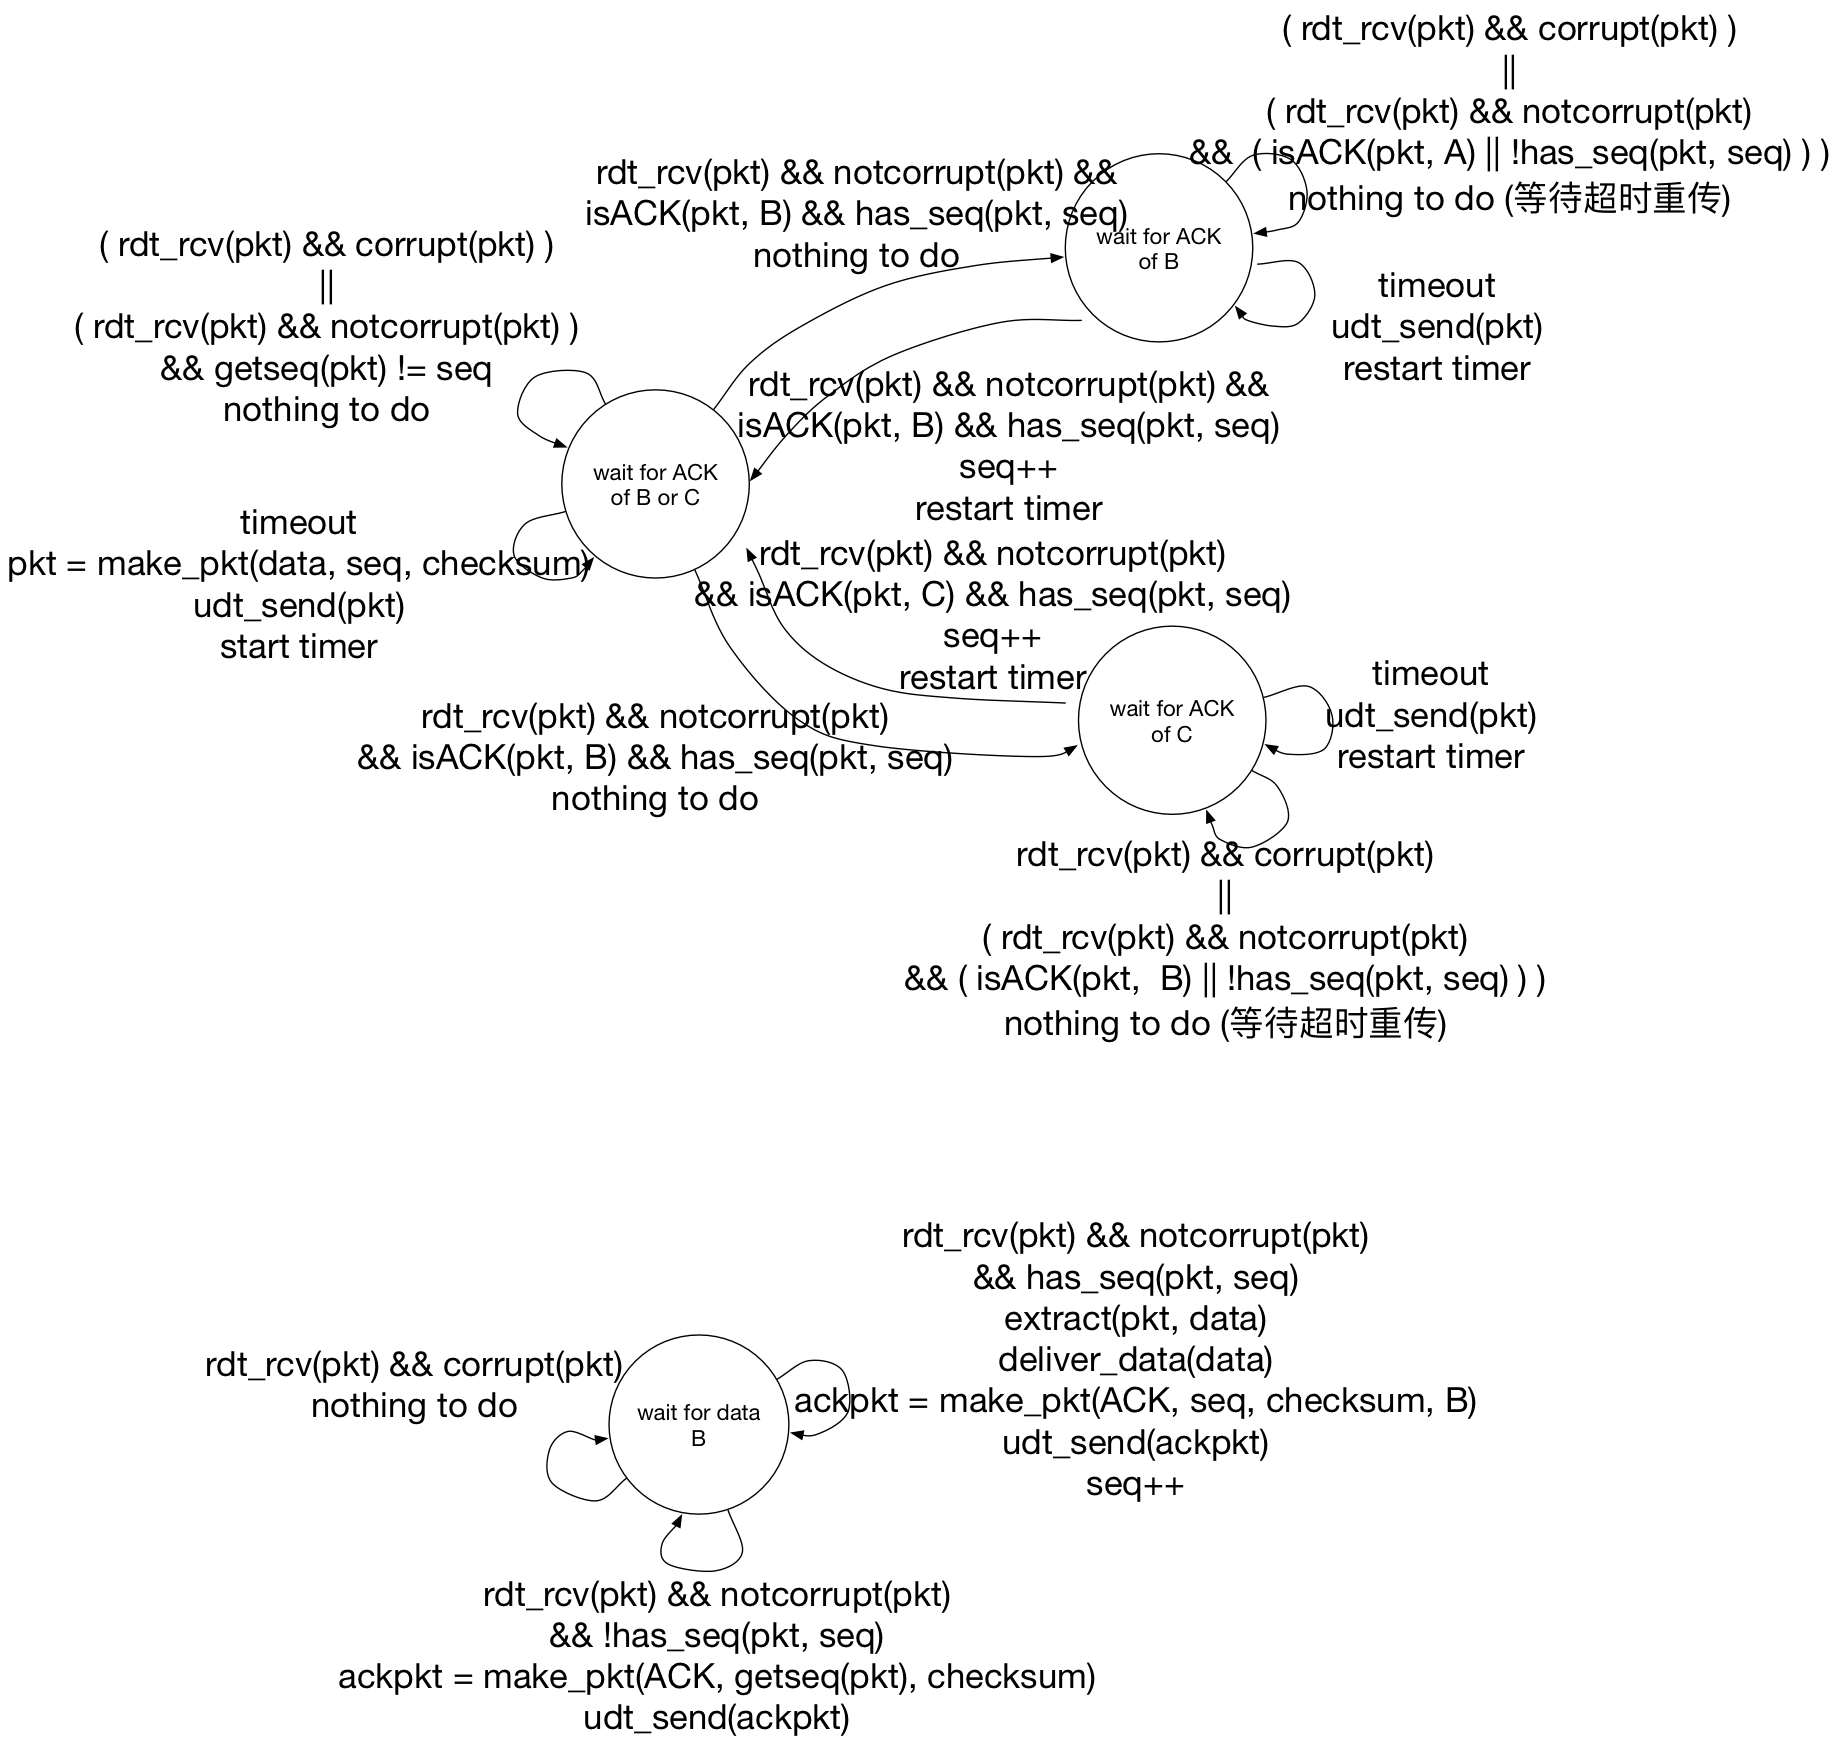 ( rdt_rcv(pkt) && corrupt(pkt) )
||
( rdt_rcv(pkt) && notcorrupt(pkt)
&& ( isACK(pkt, A) || !has_seq(pkt, seq) ) )
nothing to do (等待超时重传)
rdt_rcv(pkt) && notcorrupt(pkt) &&
isACK(pkt, B) && has_seq(pkt, seq)
nothing to do
wait for ACK
of B
timeout
udt_send(pkt)
restart timer
( rdt_rcv(pkt) && corrupt(pkt) )
||
( rdt_rcv(pkt) && notcorrupt(pkt) )
&& getseq(pkt) != seq
nothing to do
rdt_rcv(pkt) && notcorrupt(pkt) &&
isACK(pkt, B) && has_seq(pkt, seq)
seq++
restart timer
wait for ACK
of B or C
timeout
pkt = make_pkt(data, seq, checksum)
udt_send(pkt)
start timer
rdt_rcv(pkt) && notcorrupt(pkt)
&& isACK(pkt, C) && has_seq(pkt, seq)
seq++
restart timer
rdt_rcv(pkt) && notcorrupt(pkt)
&& isACK(pkt, B) && has_seq(pkt, seq)
nothing to do
wait for ACK
of C
timeout
udt_send(pkt)
restart timer
rdt_rcv(pkt) && corrupt(pkt)
||
( rdt_rcv(pkt) && notcorrupt(pkt)
&& ( isACK(pkt,  B) || !has_seq(pkt, seq) ) )
nothing to do (等待超时重传)
rdt_rcv(pkt) && notcorrupt(pkt)
&& has_seq(pkt, seq)
extract(pkt, data)
deliver_data(data)
ackpkt = make_pkt(ACK, seq, checksum, B)
udt_send(ackpkt)
seq++
rdt_rcv(pkt) && corrupt(pkt)
nothing to do
wait for data
B
rdt_rcv(pkt) && notcorrupt(pkt)
&& !has_seq(pkt, seq)
ackpkt = make_pkt(ACK, getseq(pkt), checksum)
udt_send(ackpkt)